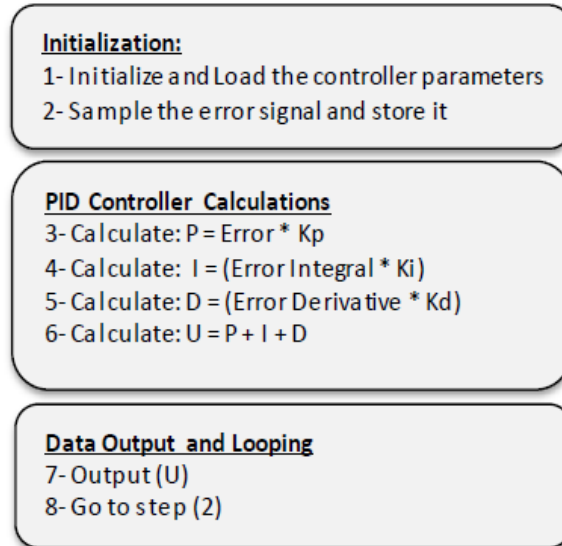 Initialization:
1- Initialize and Load the controller parameters
2- Sample the error signal and store it
PID Controller Calculations
3- Calculate: P = Error * Kp
4- Calculate: I = (Error Integral * Ki)
5- Calculate: D = (Error Derivative * Kd)
6- Calculate: U = P + I + D
Data Output and Looping
7- Output (U)
8- Go to step (2)